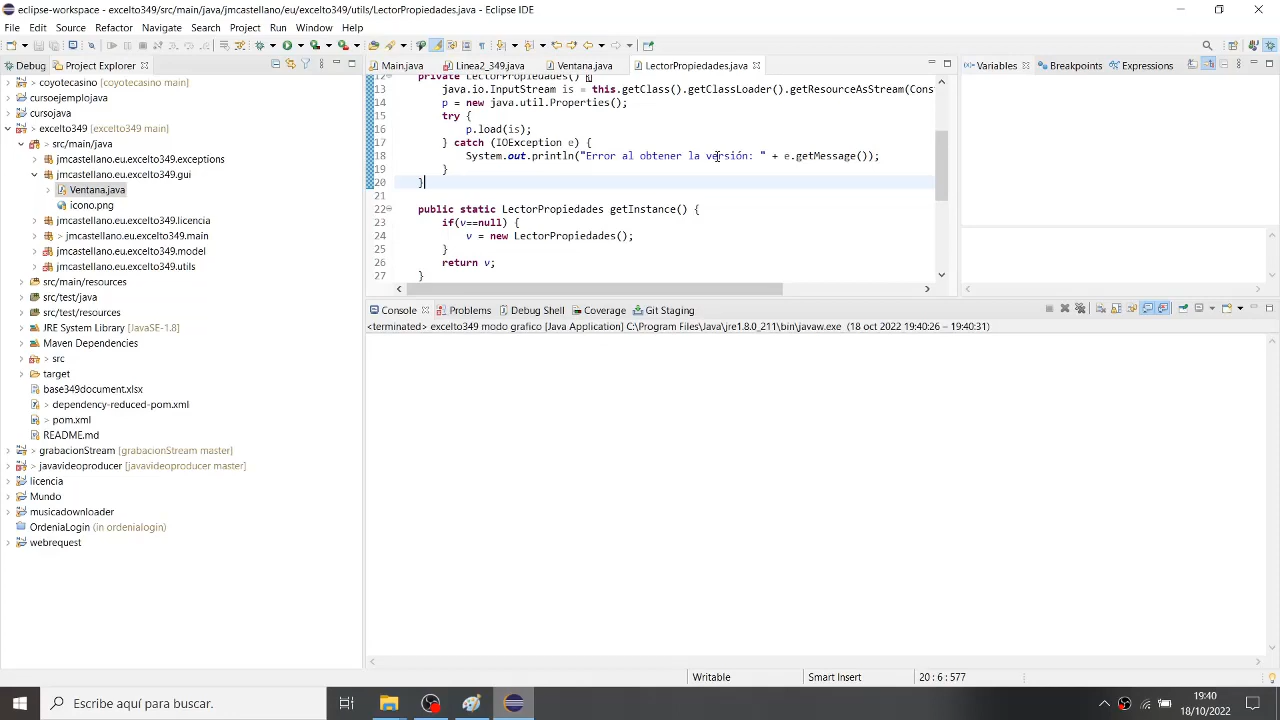 eclipse-workspace - excelto349/src/main/java/jmcastellano/eu/excelto349/utils/LectorPropiedades.java - Eclipse IDE
File Edit Source Refactor Navigate Search Project Run Window Help
Debug Project Explorer
coyotecasino [coyotecasino main]
cursoejemplojava
cursojava
> excelto349 [excelto349 main]
src/main/java
jmcastellano.eu.excelto349.exceptions
jmcastellano.eu.excelto349.gui
Ventana.java
icono.png
jmcastellano.eu.excelto349.licencia
> jmcastellano.eu.excelto349.main
jmcastellano.eu.excelto349.model
jmcastellano.eu.excelto349.utils
src/main/resources
src/test/java
src/test/resources
JRE System Library [JavaSE-1.8]
Maven Dependencies
> src
target
base349document.xlsx
> dependency-reduced-pom.xml
> pom.xml
README.md
> grabacionStream [grabacionStream master]
> javavideoproducer [javavideoproducer master]
licencia
Mundo
musicadownloader
OrdeniaLogin (in ordenialogin)
webrequest
Main.java Linea2_349.java Ventana.java LectorPropiedades.java
12 private LectorPropiedades() {
13 java.io.InputStream is = this.getClass().getClassLoader().getResourceAsStream(Cons
14 p = new java.util.Properties();
15 try {
16 p.load(is);
17 } catch (IOException e) {
18 System.out.println("Error al obtener la versión: " + e.getMessage());
19 }
20 }
21
22 public static LectorPropiedades getInstance() {
23 if(v==null) {
24 v = new LectorPropiedades();
25 }
26 return v;
27 }
Variables Breakpoints Expressions
Console Problems Debug Shell Coverage Git Staging
<terminated> excelto349 modo grafico [Java Application] C:\Program Files\Java\jre1.8.0_211\bin\javaw.exe (18 oct 2022 19:40:26 – 19:40:31)
Writable Smart Insert 20 : 6 : 577
Escribe aquí para buscar.
19:40
18/10/2022